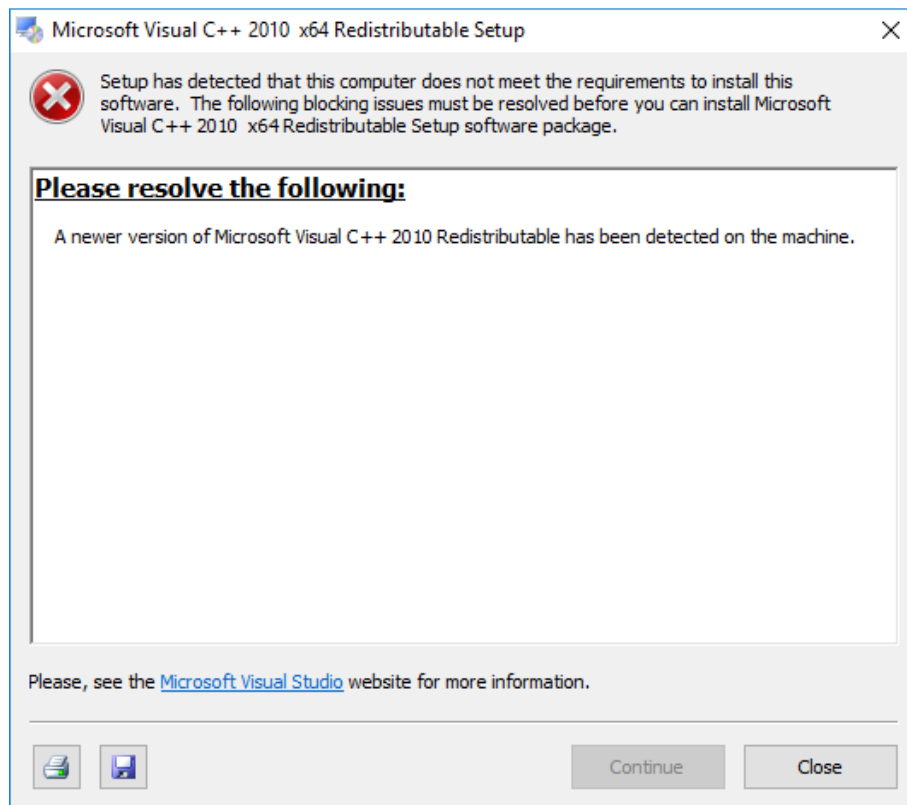 Microsoft Visual C++ 2010  x64 Redistributable Setup
Setup has detected that this computer does not meet the requirements to install this
software.  The following blocking issues must be resolved before you can install Microsoft
Visual C++ 2010  x64 Redistributable Setup software package.
Please resolve the following:
A newer version of Microsoft Visual C++ 2010 Redistributable has been detected on the machine.
Please, see the Microsoft Visual Studio website for more information.
Continue
Close